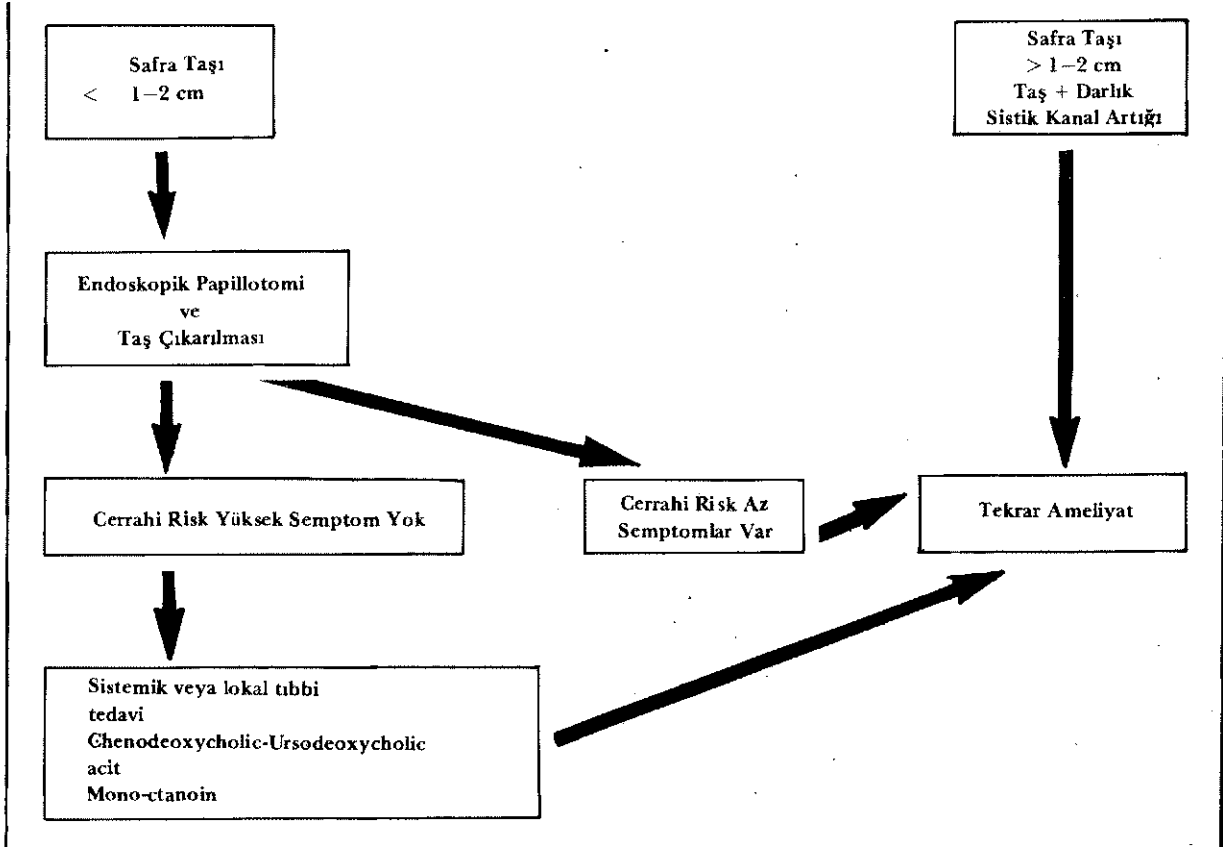 Safra Taşı
< 1–2 cm
Safra Taşı
> 1–2 cm
Taş + Darlık
Sistik Kanal Artığı
Endoskopik Papillotomi
ve
Taş Çıkarılması
Cerrahi Risk Yüksek Semptom Yok
Cerrahi Risk Az
Semptomlar Var
Tekrar Ameliyat
Sistemik veya lokal tıbbi
tedavi
Chenodeoxycholic-Ursodeoxycholic
acit
Mono-ctanoin